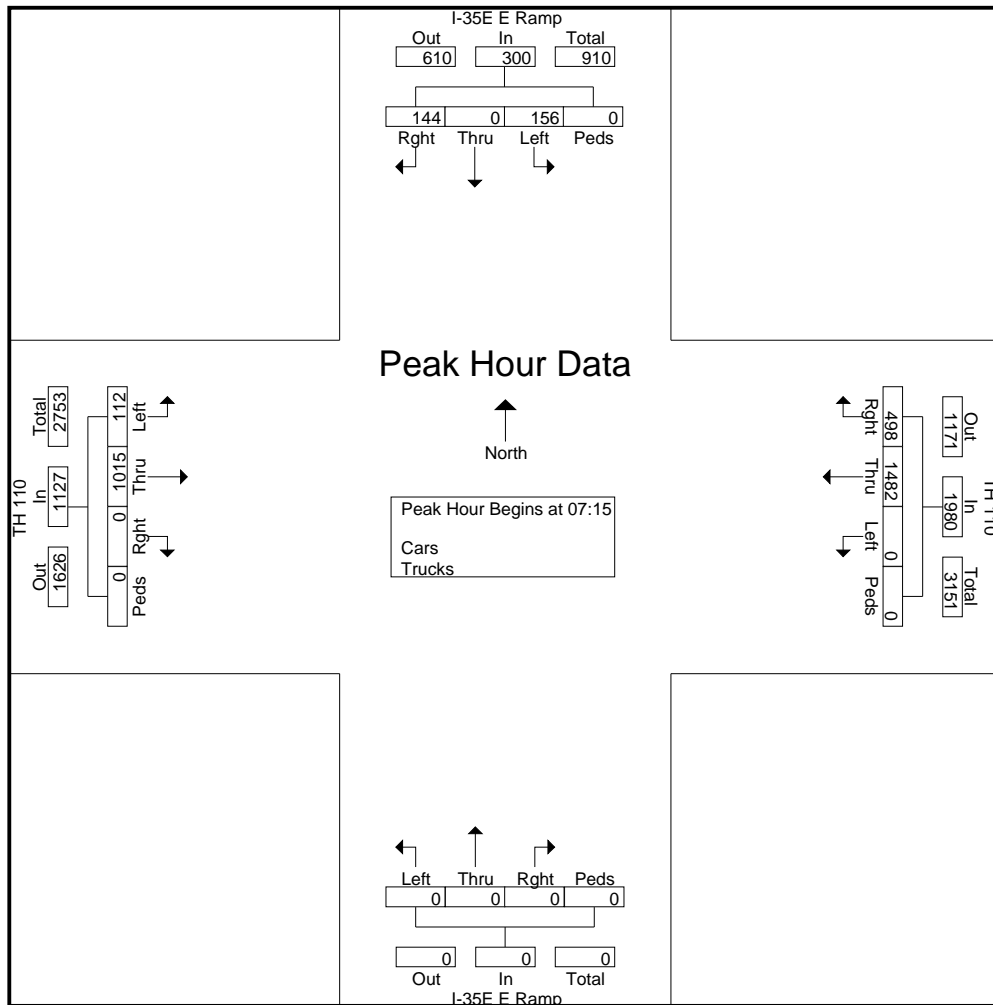 I-35E E Ramp
Out In Total
610 300 910
144 0 156 0
Rght Thru Left Peds
Peak Hour Data
North
Peak Hour Begins at 07:15
Cars
Trucks
TH 110
Out In Total
1626 1127 2753
0 0 1015 112
Peds Rght Thru Left
TH 110
Out In Total
1171 1980 3151
498 1482 0 0
Rght Thru Left Peds
Left Thru Rght Peds
0 0 0 0
0 0 0
Out In Total
I-35E E Ramp